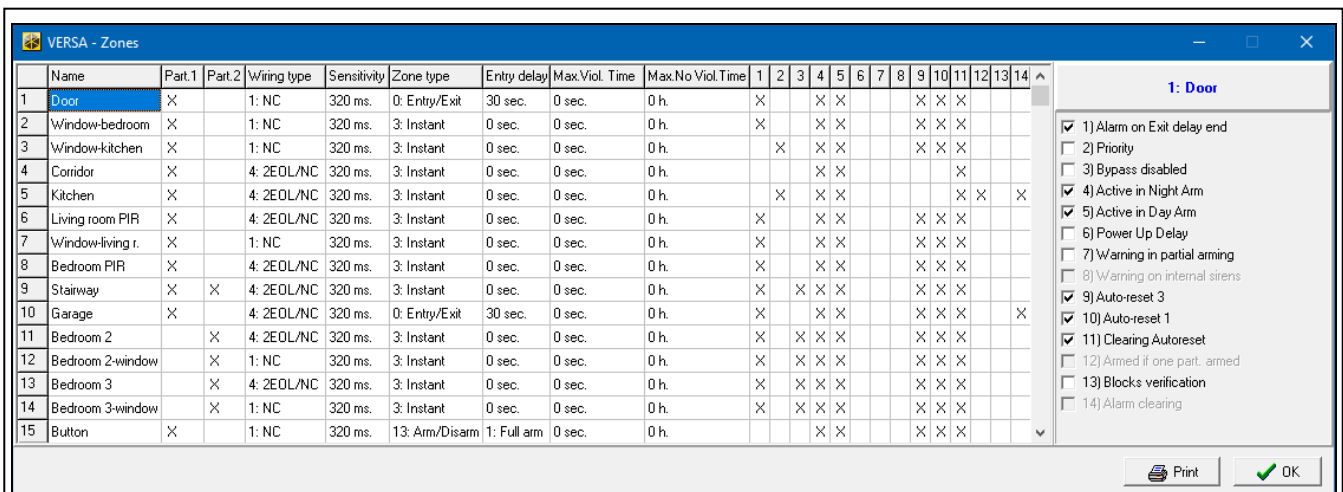 VERSA - Zones
Name Part.1 Part.2 Wiring type Sensitivity Zone type Entry delay Max.Viol. Time Max.No Viol.Time 1 2 3 4 5 6 7 8 9 10 11 12 13 14
1 Door X 1: NC 320 ms. 0: Entry/Exit 30 sec. 0 sec. 0 h. X X X X X X
2 Window-bedroom X 1: NC 320 ms. 3: Instant 0 sec. 0 sec. 0 h. X X X X X X
3 Window-kitchen X 1: NC 320 ms. 3: Instant 0 sec. 0 sec. 0 h. X X X X X X
4 Corridor X 4: 2EOL/NC 320 ms. 3: Instant 0 sec. 0 sec. 0 h. X X X
5 Kitchen X 4: 2EOL/NC 320 ms. 3: Instant 0 sec. 0 sec. 0 h. X X X X X X
6 Living room PIR X 4: 2EOL/NC 320 ms. 3: Instant 0 sec. 0 sec. 0 h. X X X X X X
7 Window-living r. X 1: NC 320 ms. 3: Instant 0 sec. 0 sec. 0 h. X X X X X X
8 Bedroom PIR X 4: 2EOL/NC 320 ms. 3: Instant 0 sec. 0 sec. 0 h. X X X X X X
9 Stairway X X 4: 2EOL/NC 320 ms. 3: Instant 0 sec. 0 sec. 0 h. X X X X X X X
10 Garage X 4: 2EOL/NC 320 ms. 0: Entry/Exit 30 sec. 0 sec. 0 h. X X X X X X X
11 Bedroom 2 X 4: 2EOL/NC 320 ms. 3: Instant 0 sec. 0 sec. 0 h. X X X X X X X
12 Bedroom 2-window X 1: NC 320 ms. 3: Instant 0 sec. 0 sec. 0 h. X X X X X X X
13 Bedroom 3 X 4: 2EOL/NC 320 ms. 3: Instant 0 sec. 0 sec. 0 h. X X X X X X X
14 Bedroom 3-window X 1: NC 320 ms. 3: Instant 0 sec. 0 sec. 0 h. X X X X X X X
15 Button X 1: NC 320 ms. 13: Arm/Disarm 1: Full arm 0 sec. 0 h. X X X X X
1: Door
1) Alarm on Exit delay end
2) Priority
3) Bypass disabled
4) Active in Night Arm
5) Active in Day Arm
6) Power Up Delay
7) Warning in partial arming
8) Warning on internal sirens
9) Auto-reset 3
10) Auto-reset 1
11) Clearing Autoreset
12) Armed if one part. armed
13) Blocks verification
14) Alarm clearing
Print OK